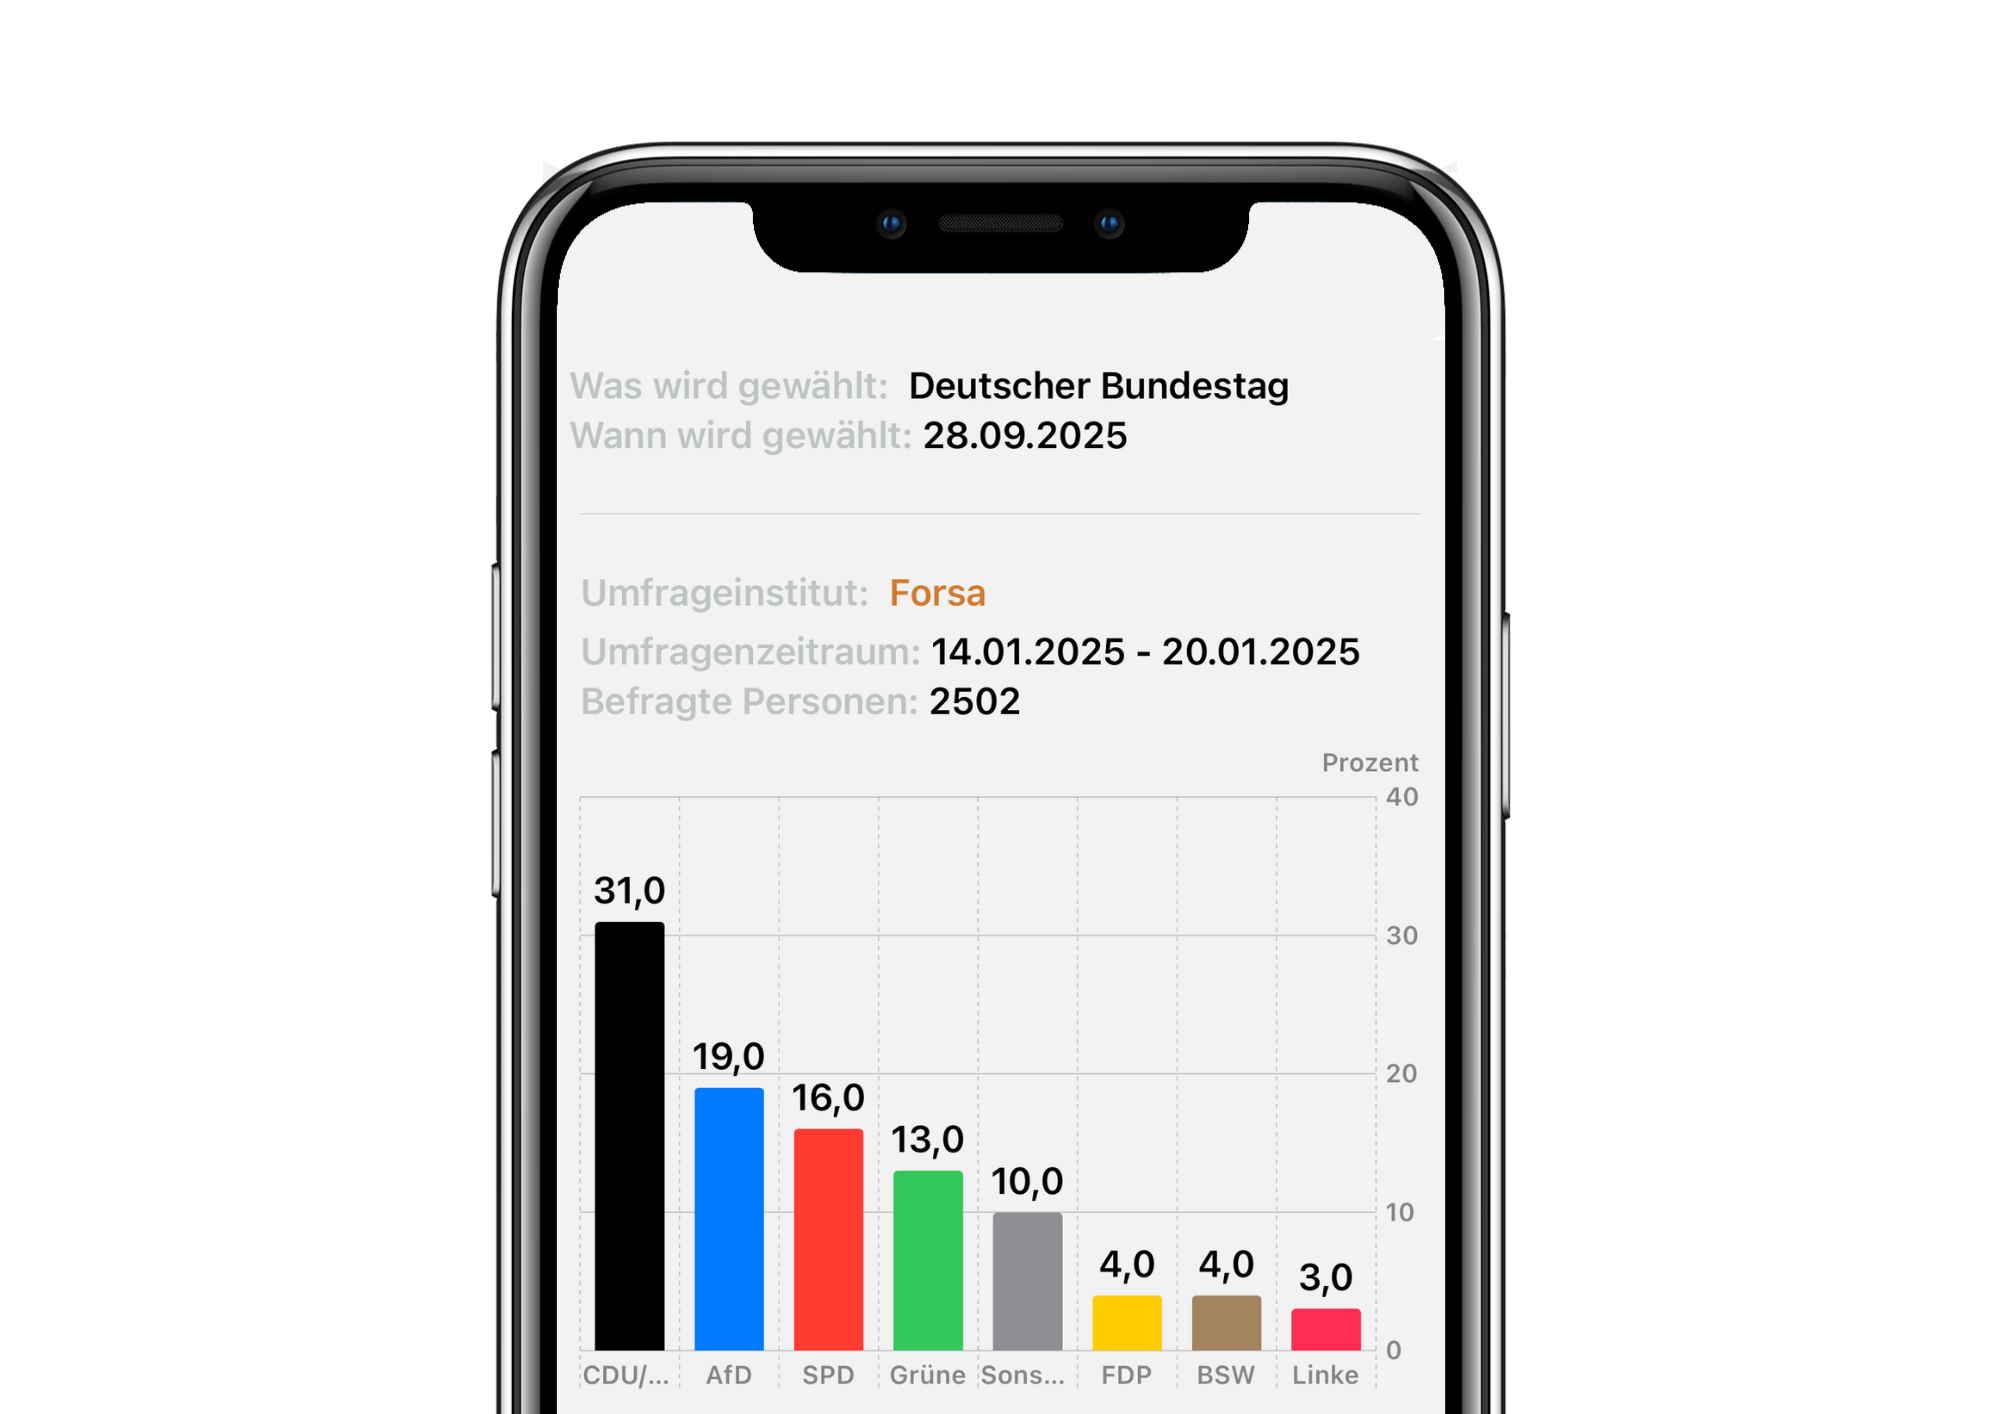 Was wird gewählt: Deutscher Bundestag
Wann wird gewählt: 28.09.2025
Umfrageinstitut: Forsa
Umfragenzeitraum: 14.01.2025 - 20.01.2025
Befragte Personen: 2502
Prozent
40
31,0
30
19,0
20
16,0
13,0
10,0
10
4,0
4,0
3,0
0
CDU/... AfD SPD Grüne Sons... FDP BSW Linke